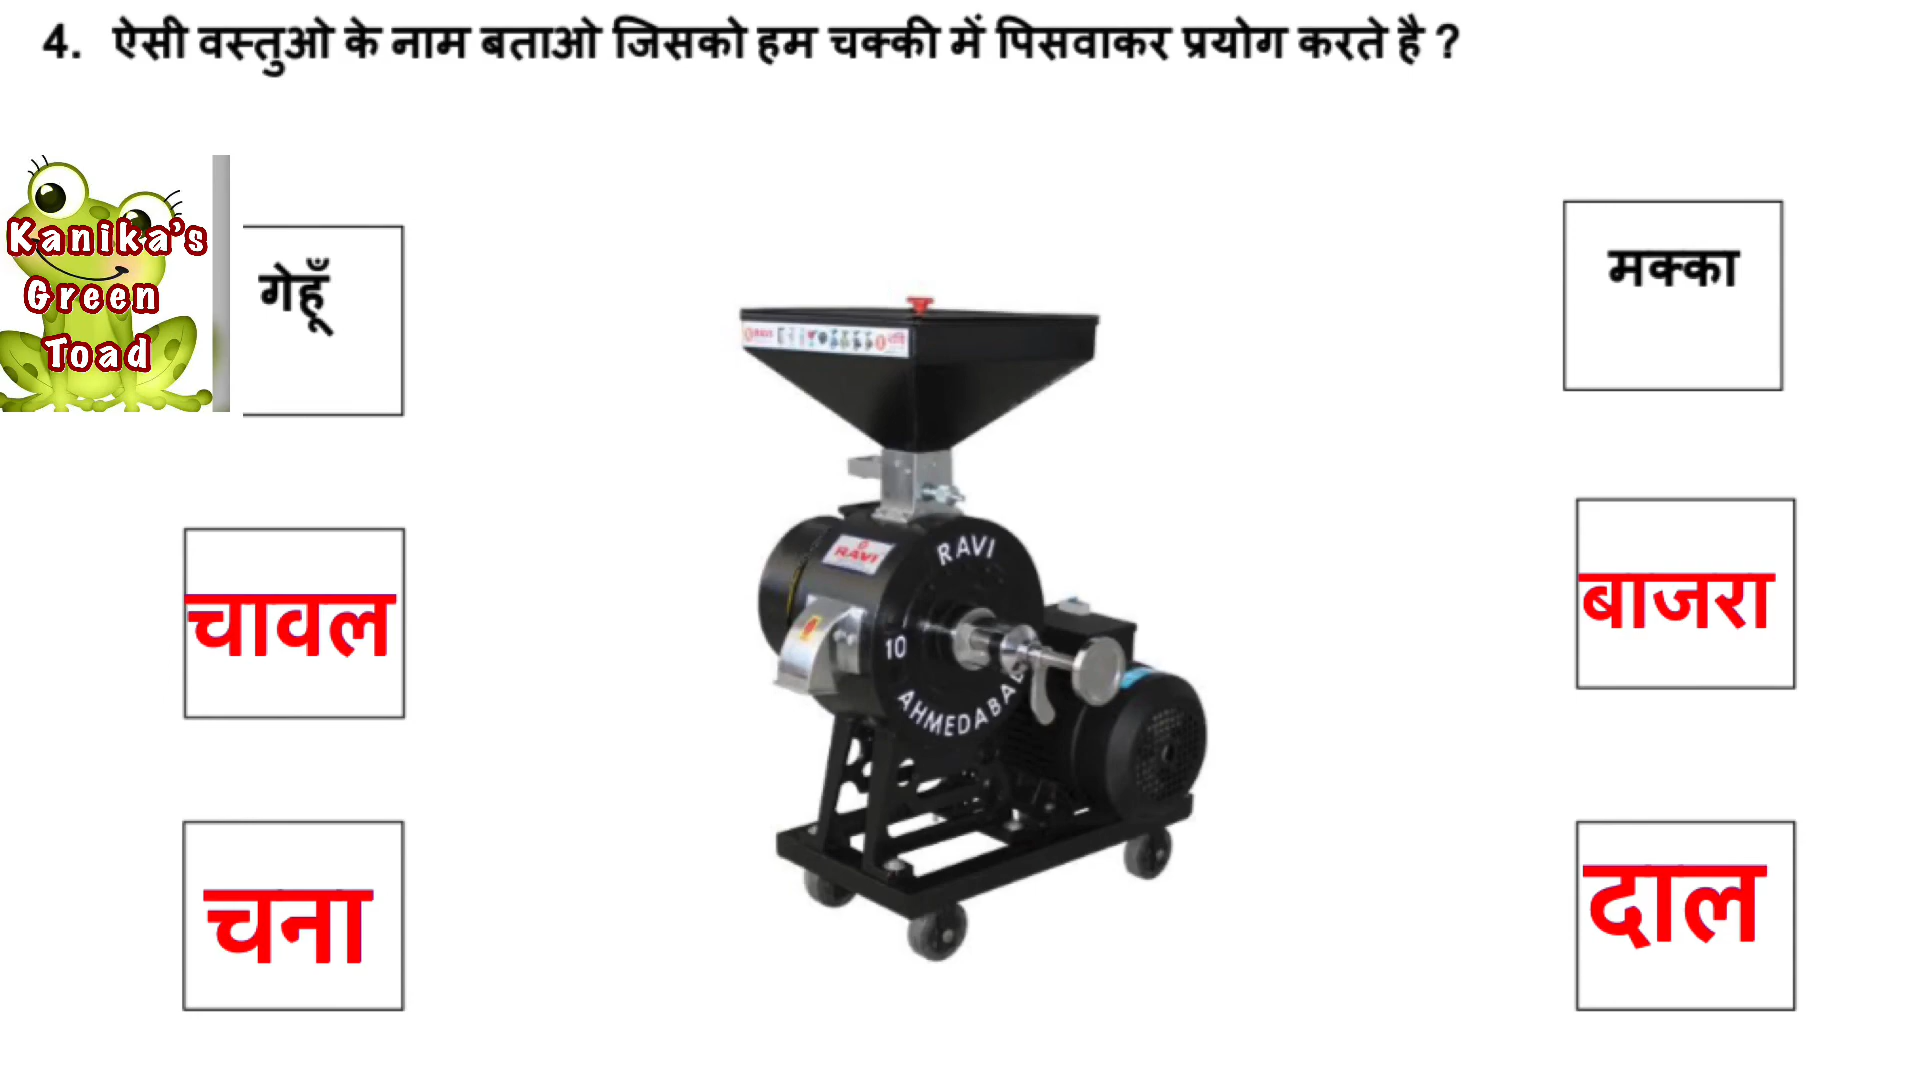 4. ऐसी वस्तुओ के नाम बताओ जिसको हम चक्की में पिसवाकर प्रयोग करते है ?
Kanika's
Green
Toad
गेहूँ
मक्का
RAVI
RAVI
10
AHMEDABAD
चावल
बाजरा
चना
दाल